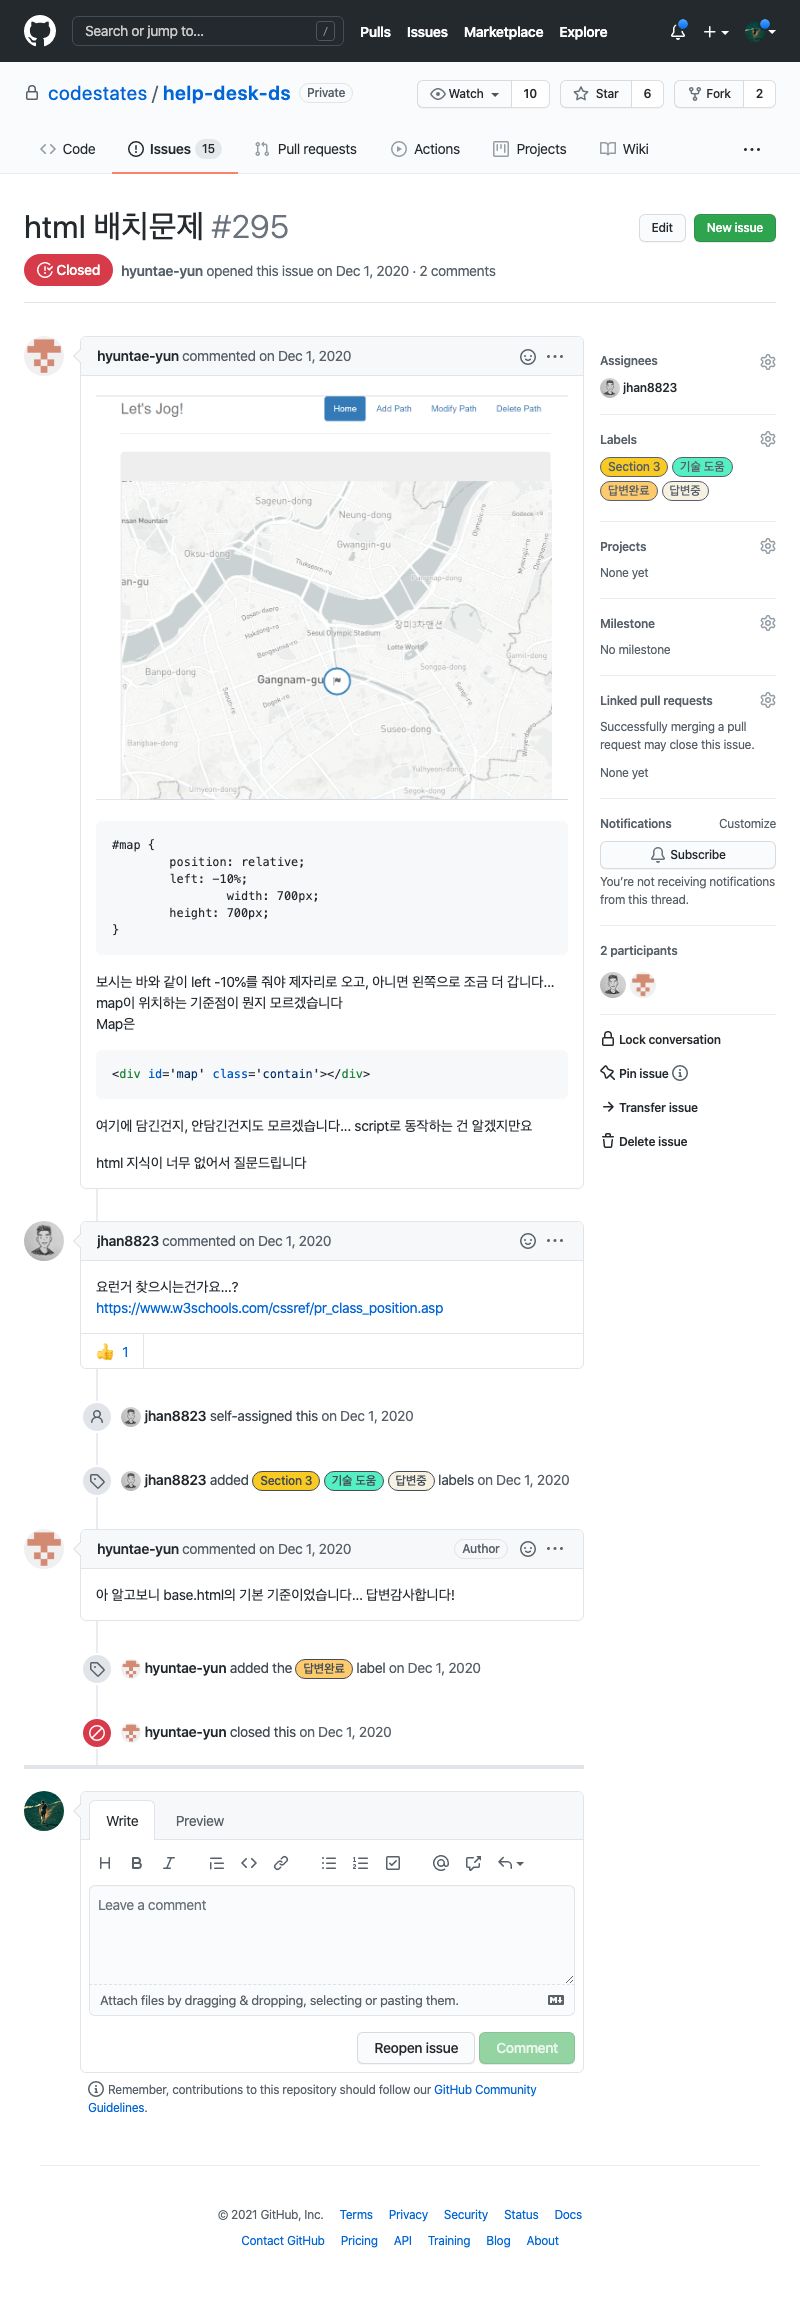 Search or jump to...
/
Pulls Issues Marketplace Explore
codestates / help-desk-ds Private
Watch 10 Star 6 Fork 2
Code Issues 15 Pull requests Actions Projects Wiki
html 배치문제 #295
Edit New issue
Closed hyuntae-yun opened this issue on Dec 1, 2020 · 2 comments
hyuntae-yun commented on Dec 1, 2020
Let's Jog!
Home Add Path Modify Path Delete Path
Sageun-dong
Neung-dong
Gwangjin-gu
Oksu-dong
an-gu
Seoul Olympic Stadium
장미3차맨션
Lotte World
Songpa-dong
Banpo-dong
Gangnam-gu
Suseo-dong
Bangbae-dong
Yulhyeon-dong
Segok-dong
#map {
position: relative;
left: -10%;
width: 700px;
height: 700px;
}
보시는 바와 같이 left -10%를 줘야 제자리로 오고, 아니면 왼쪽으로 조금 더 갑니다...
map이 위치하는 기준점이 뭔지 모르겠습니다
Map은
<div id='map' class='contain'></div>
여기에 담긴건지, 안담긴건지도 모르겠습니다... script로 동작하는 건 알겠지만요
html 지식이 너무 없어서 질문드립니다
jhan8823 commented on Dec 1, 2020
요런거 찾으시는건가요...?
https://www.w3schools.com/cssref/pr_class_position.asp
1
jhan8823 self-assigned this on Dec 1, 2020
jhan8823 added Section 3 기술 도움 답변중 labels on Dec 1, 2020
hyuntae-yun commented on Dec 1, 2020
Author
아 알고보니 base.html의 기본 기준이었습니다... 답변감사합니다!
hyuntae-yun added the 답변완료 label on Dec 1, 2020
hyuntae-yun closed this on Dec 1, 2020
Write Preview
Leave a comment
Attach files by dragging & dropping, selecting or pasting them.
Reopen issue Comment
Remember, contributions to this repository should follow our GitHub Community
Guidelines.
Assignees
jhan8823
Labels
Section 3 기술 도움
답변완료 답변중
Projects
None yet
Milestone
No milestone
Linked pull requests
Successfully merging a pull
request may close this issue.
None yet
Notifications Customize
Subscribe
You're not receiving notifications
from this thread.
2 participants
Lock conversation
Pin issue
Transfer issue
Delete issue
© 2021 GitHub, Inc. Terms Privacy Security Status Docs
Contact GitHub Pricing API Training Blog About